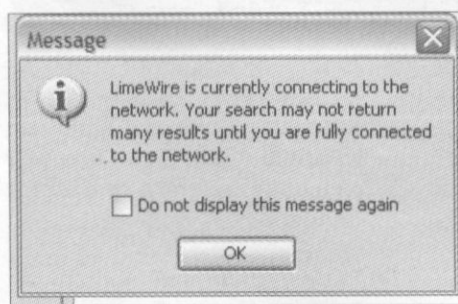 Message
LimeWire is currently connecting to the
network. Your search may not return
many results until you are fully connected
to the network.
Do not display this message again
OK